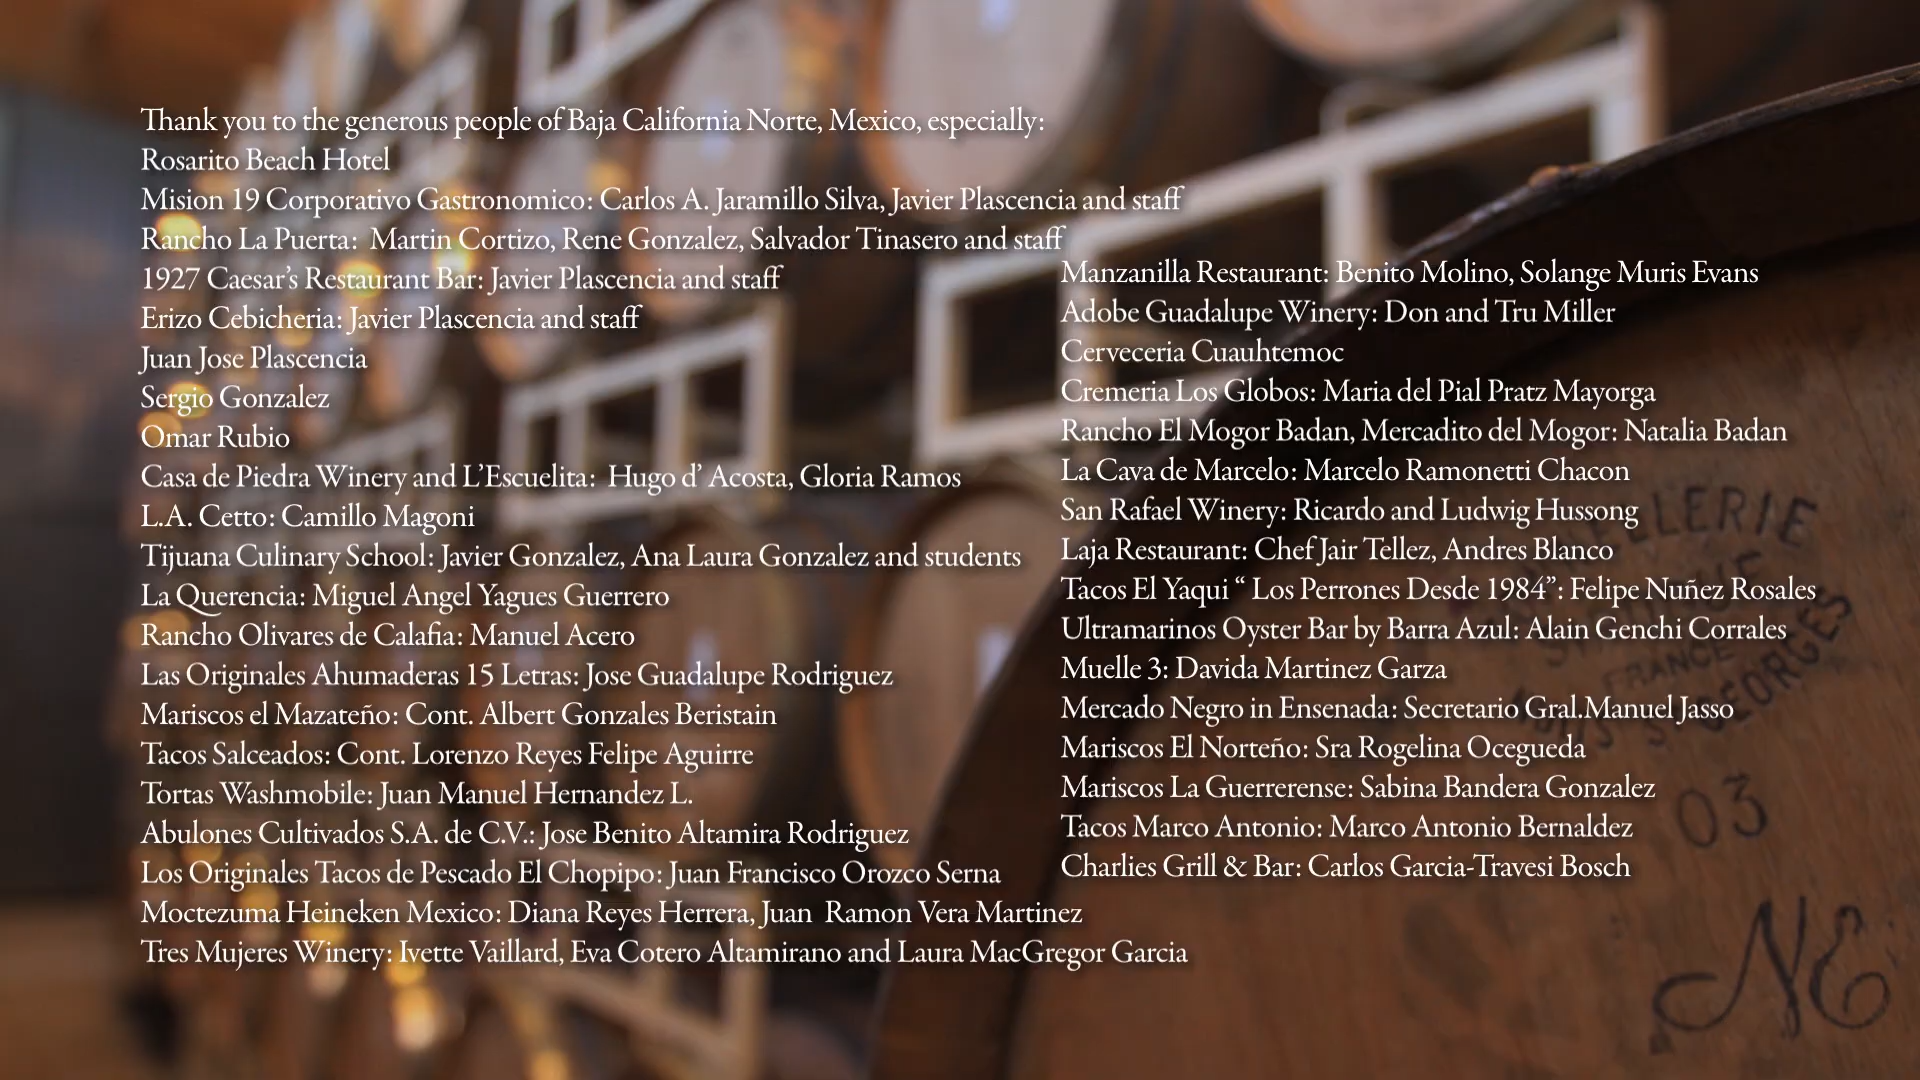 Thank you to the generous people of Baja California Norte, Mexico, especially:
Rosarito Beach Hotel
Mision 19 Corporativo Gastronomico: Carlos A. Jaramillo Silva, Javier Plascencia and staff
Rancho La Puerta:  Martin Cortizo, Rene Gonzalez, Salvador Tinasero and staff
1927 Caesar’s Restaurant Bar: Javier Plascencia and staff
Erizo Cebicheria: Javier Plascencia and staff
Juan Jose Plascencia
Sergio Gonzalez
Omar Rubio
Casa de Piedra Winery and L’Escuelita:  Hugo d’ Acosta, Gloria Ramos
L.A. Cetto: Camillo Magoni
Tijuana Culinary School: Javier Gonzalez, Ana Laura Gonzalez and students
La Querencia: Miguel Angel Yagues Guerrero
Rancho Olivares de Calafia: Manuel Acero
Las Originales Ahumaderas 15 Letras: Jose Guadalupe Rodriguez
Mariscos el Mazateño: Cont. Albert Gonzales Beristain
Tacos Salceados: Cont. Lorenzo Reyes Felipe Aguirre
Tortas Washmobile: Juan Manuel Hernandez L.
Abulones Cultivados S.A. de C.V.: Jose Benito Altamira Rodriguez
Los Originales Tacos de Pescado El Chopipo: Juan Francisco Orozco Serna
Moctezuma Heineken Mexico: Diana Reyes Herrera, Juan  Ramon Vera Martinez
Tres Mujeres Winery: Ivette Vaillard, Eva Cotero Altamirano and Laura MacGregor Garcia
Manzanilla Restaurant: Benito Molino, Solange Muris Evans
Adobe Guadalupe Winery: Don and Tru Miller
Cerveceria Cuauhtemoc
Cremeria Los Globos: Maria del Pial Pratz Mayorga
Rancho El Mogor Badan, Mercadito del Mogor: Natalia Badan
La Cava de Marcelo: Marcelo Ramonetti Chacon
San Rafael Winery: Ricardo and Ludwig Hussong
Laja Restaurant: Chef Jair Tellez, Andres Blanco
Tacos El Yaqui “ Los Perrones Desde 1984”: Felipe Nuñez Rosales
Ultramarinos Oyster Bar by Barra Azul: Alain Genchi Corrales
Muelle 3: Davida Martinez Garza
Mercado Negro in Ensenada: Secretario Gral.Manuel Jasso
Mariscos El Norteño: Sra Rogelina Ocegueda
Mariscos La Guerrerense: Sabina Bandera Gonzalez
Tacos Marco Antonio: Marco Antonio Bernaldez
Charlies Grill & Bar: Carlos Garcia-Travesi Bosch
FRANCE
03
NE